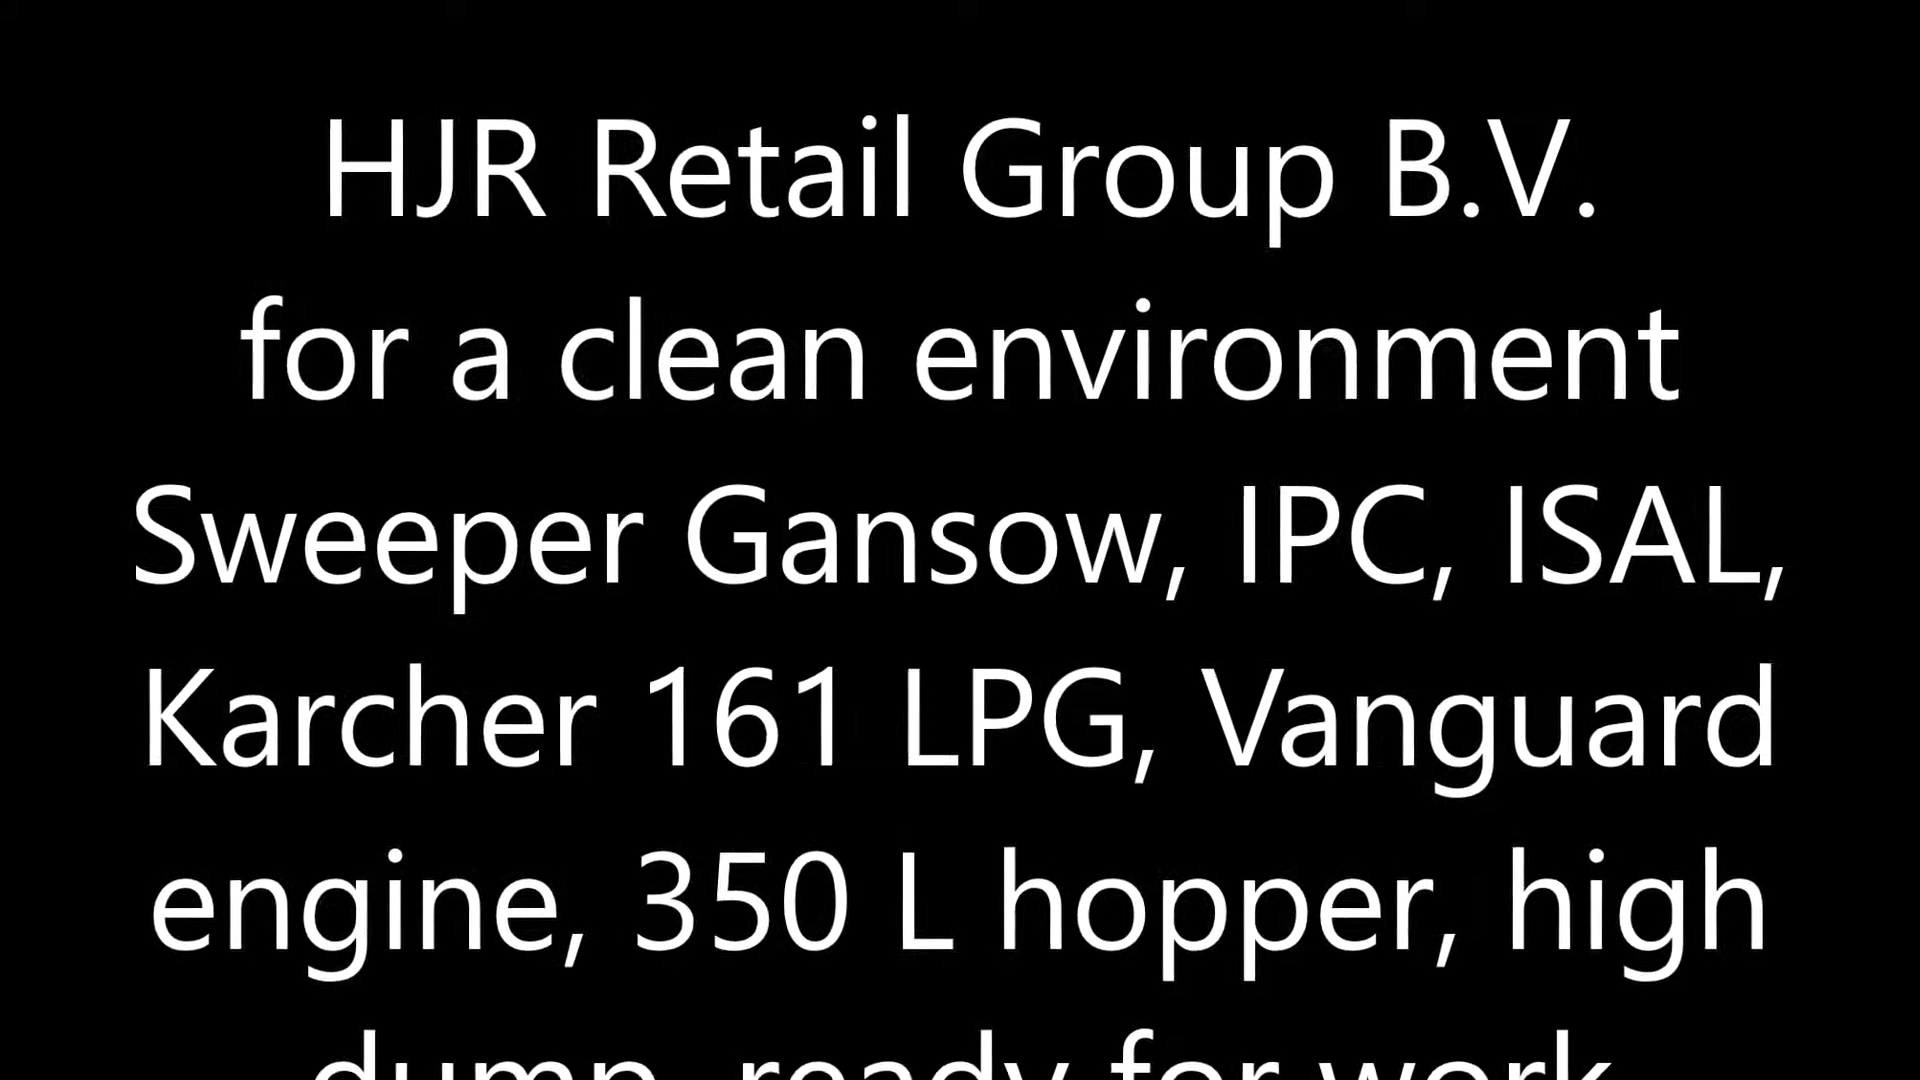 HJR Retail Group B.V.
for a clean environment
Sweeper Gansow, IPC, ISAL,
Karcher 161 LPG, Vanguard
engine, 350 L hopper, high
dump, ready for work